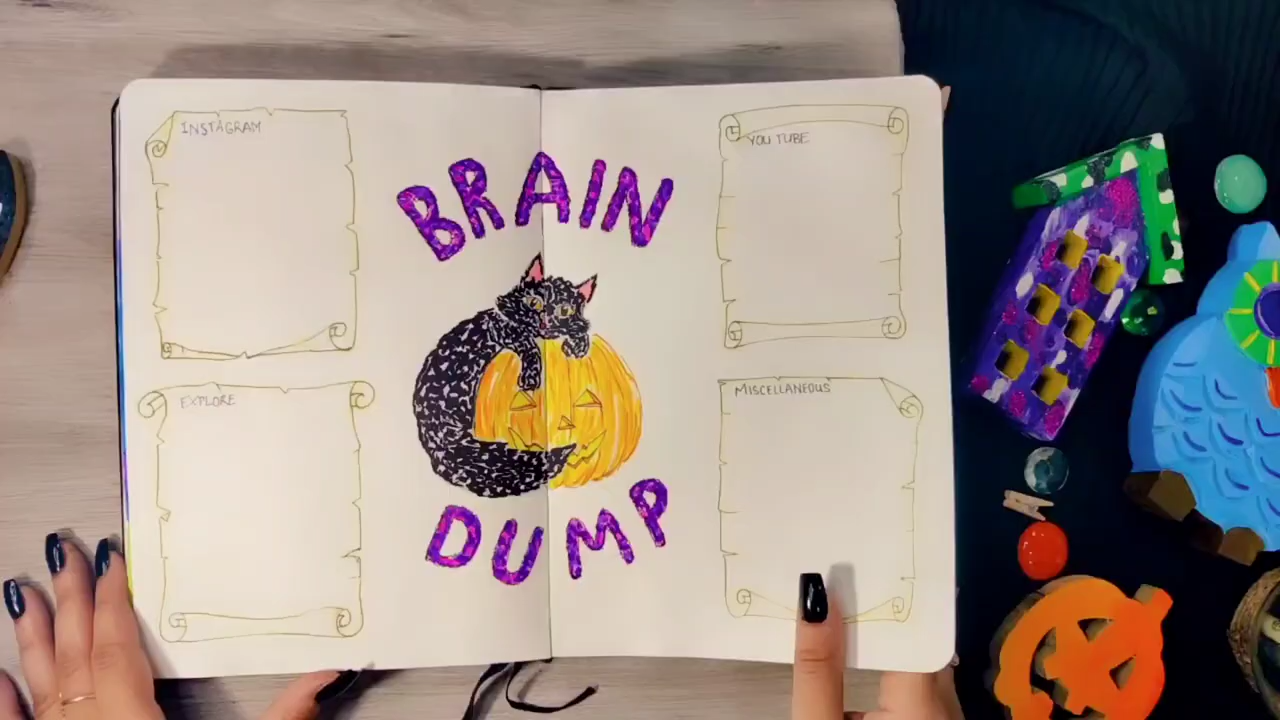 INSTAGRAM
EXPLORE
BRAIN
DUMP
YOU TUBE
MISCELLANEOUS